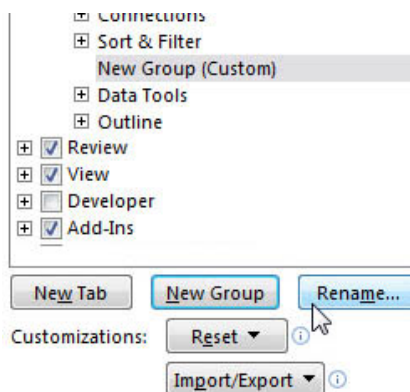 Connections
Sort & Filter
New Group (Custom)
Data Tools
Outline
Review
View
Developer
Add-Ins
New Tab New Group Rename...
Customizations: Reset
Import/Export